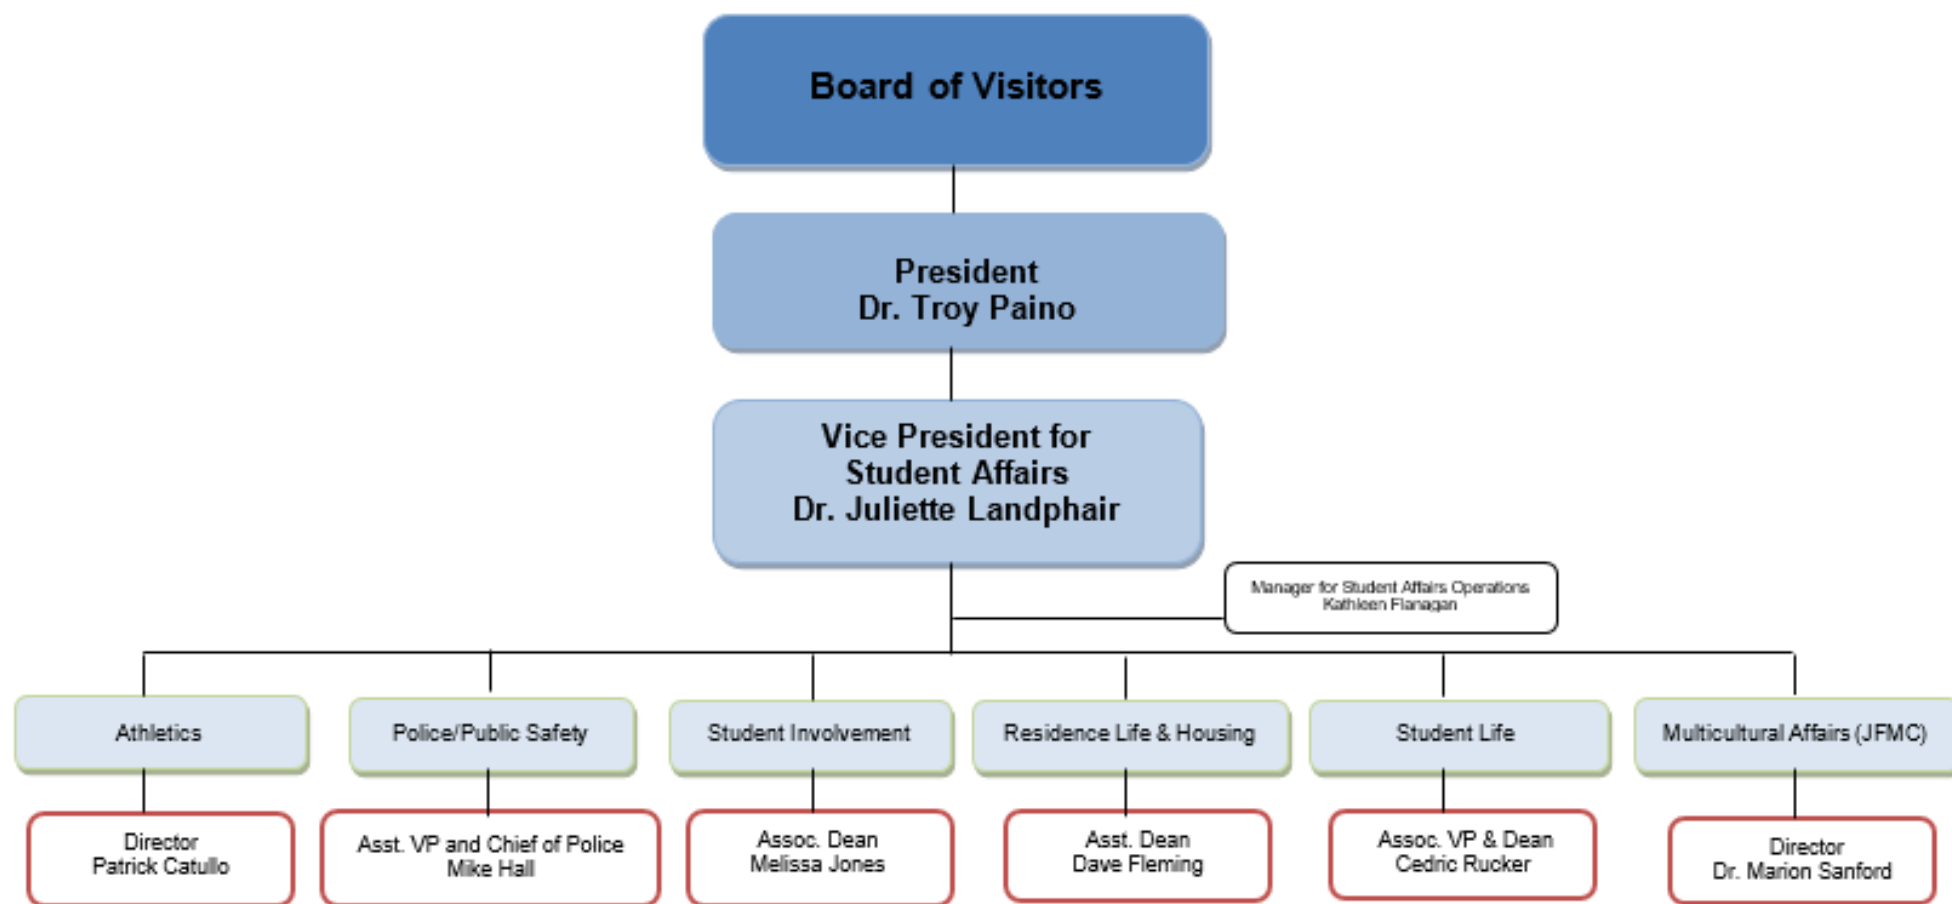 Board of Visitors
President
Dr. Troy Paino
Vice President for
Student Affairs
Dr. Juliette Landphair
Manager for Student Affairs Operations
Kathleen Flanagan
Athletics
Police/Public Safety
Student Involvement
Residence Life & Housing
Student Life
Multicultural Affairs (JFMC)
Director
Patrick Catullo
Asst. VP and Chief of Police
Mike Hall
Assoc. Dean
Melissa Jones
Asst. Dean
Dave Fleming
Assoc. VP & Dean
Cedric Rucker
Director
Dr. Marion Sanford